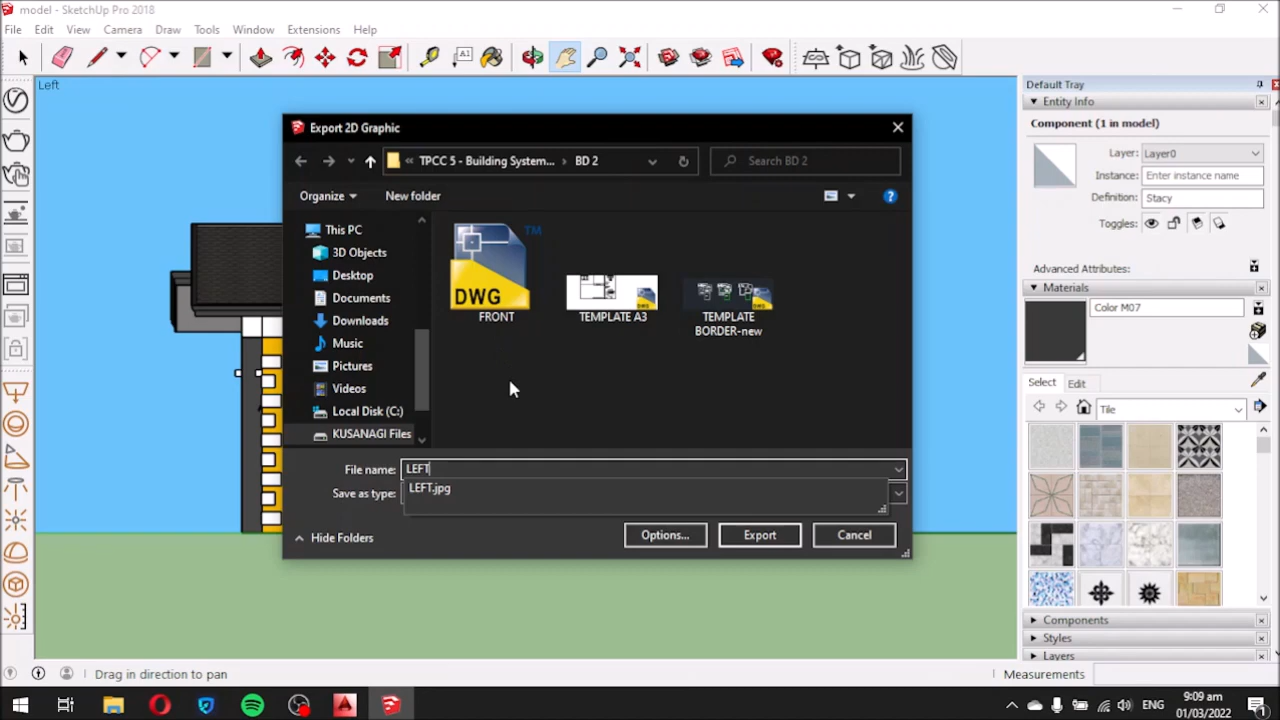 model - SketchUp Pro 2018
File Edit View Camera Draw Tools Window Extensions Help
Left
Default Tray
Entity Info
Component (1 in model)
Layer: Layer0
Instance: Enter instance name
Definition: Stacy
Toggles:
Advanced Attributes:
Materials
Color M07
Select Edit
Tile
Components
Styles
Layers
Export 2D Graphic
« TPCC 5 - Building System... › BD 2
Search BD 2
Organize New folder
This PC
3D Objects
Desktop
Documents
Downloads
Music
Pictures
Videos
Local Disk (C:)
KUSANAGI Files
DWG
TM
FRONT
TEMPLATE A3
TEMPLATE
BORDER-new
File name: LEFT
LEFT.jpg
Save as type:
Hide Folders
Options... Export Cancel
Drag in direction to pan
Measurements
ENG
9:09 am
01/03/2022
1